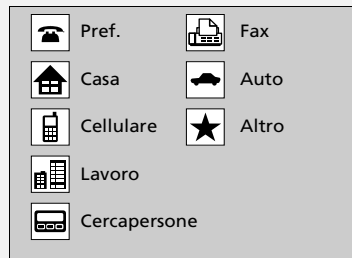 Pref.
Fax
Casa
Auto
Cellulare
Altro
Lavoro
Cercapersone